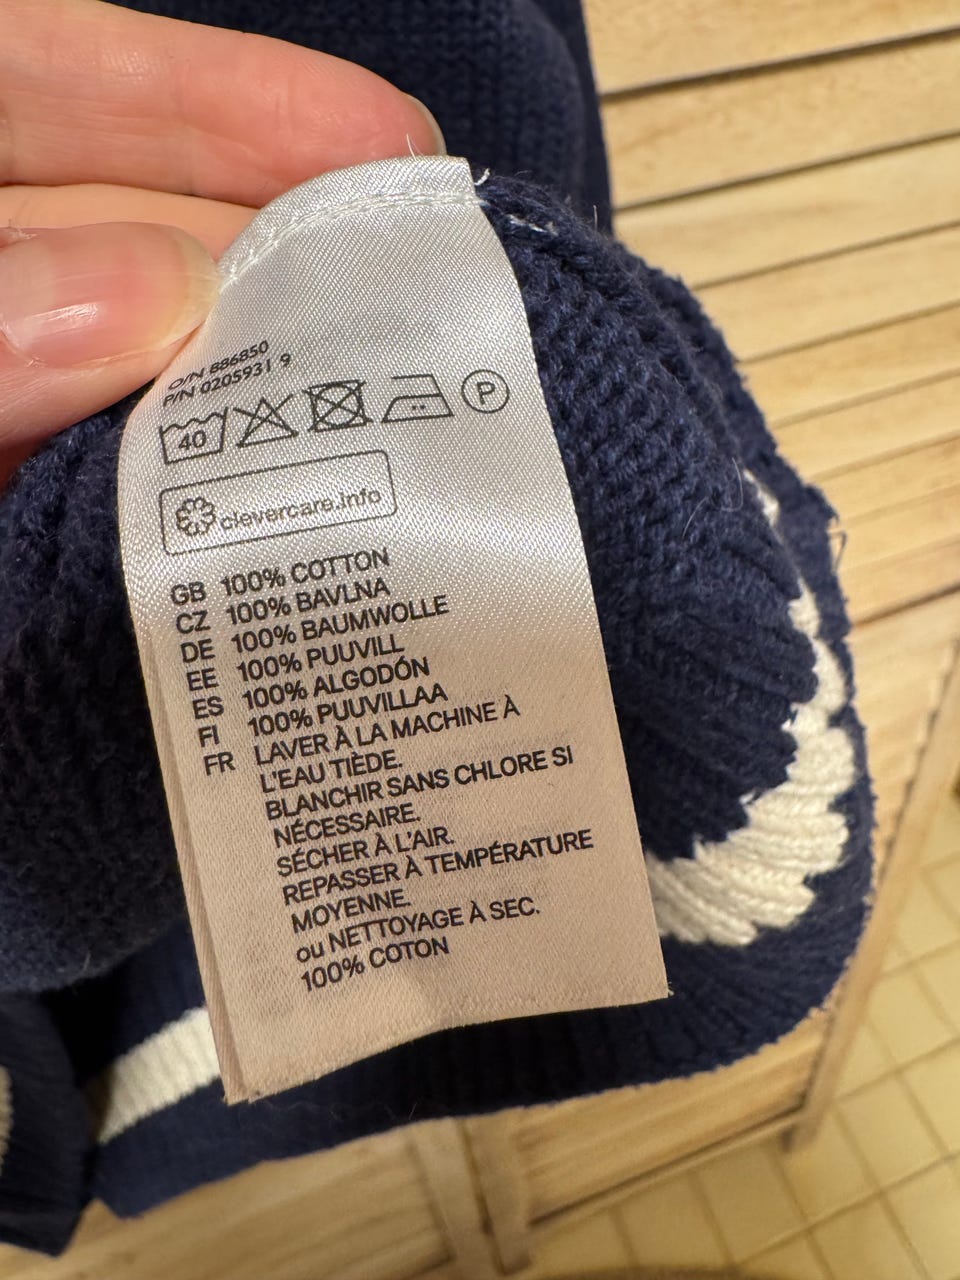 O/N 886850
P/N 0205931 9
40 P
clevercare.info
GB 100% COTTON
CZ 100% BAVLNA
DE 100% BAUMWOLLE
EE 100% PUUVILL
ES 100% ALGODÓN
FI 100% PUUVILLAA
FR LAVER À LA MACHINE À
L'EAU TIÈDE.
BLANCHIR SANS CHLORE SI
NÉCESSAIRE.
SÉCHER À L'AIR.
REPASSER À TEMPÉRATURE
MOYENNE.
ou NETTOYAGE À SEC.
100% COTON